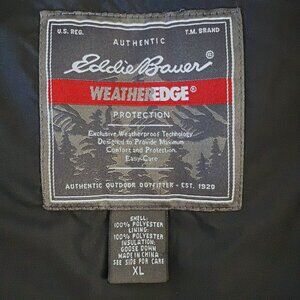 U.S. REG. T.M. BRAND
AUTHENTIC
Eddie Bauer®
WEATHEREDGE®
PROTECTION
Exclusive Weatherproof Technology
Designed to Provide Maximum
Comfort and Protection.
Easy-Care
AUTHENTIC OUTDOOR OUTFITTER - EST. 1920
SHELL:
100% POLYESTER
LINING:
100% POLYESTER
INSULATION:
GOOSE DOWN
MADE IN CHINA
SEE SIDE FOR CARE
XL